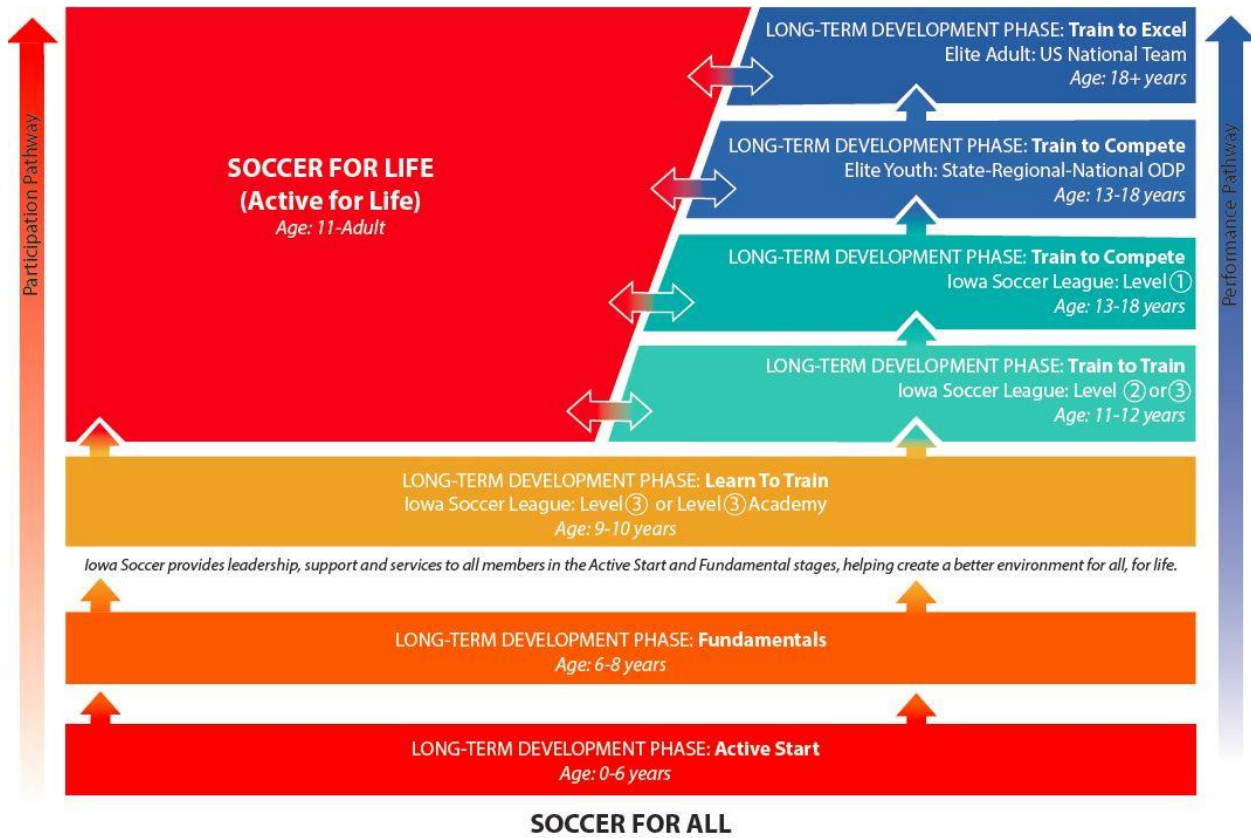 Participation Pathway
SOCCER FOR LIFE
(Active for Life)
Age: 11-Adult
LONG-TERM DEVELOPMENT PHASE: Train to Excel
Elite Adult: US National Team
Age: 18+ years
LONG-TERM DEVELOPMENT PHASE: Train to Compete
Elite Youth: State-Regional-National ODP
Age: 13-18 years
LONG-TERM DEVELOPMENT PHASE: Train to Compete
Iowa Soccer League: Level ①
Age: 13-18 years
LONG-TERM DEVELOPMENT PHASE: Train to Train
Iowa Soccer League: Level ② or ③
Age: 11-12 years
Performance Pathway
LONG-TERM DEVELOPMENT PHASE: Learn To Train
Iowa Soccer League: Level ③ or Level ③ Academy
Age: 9-10 years
Iowa Soccer provides leadership, support and services to all members in the Active Start and Fundamental stages, helping create a better environment for all, for life.
LONG-TERM DEVELOPMENT PHASE: Fundamentals
Age: 6-8 years
LONG-TERM DEVELOPMENT PHASE: Active Start
Age: 0-6 years
SOCCER FOR ALL